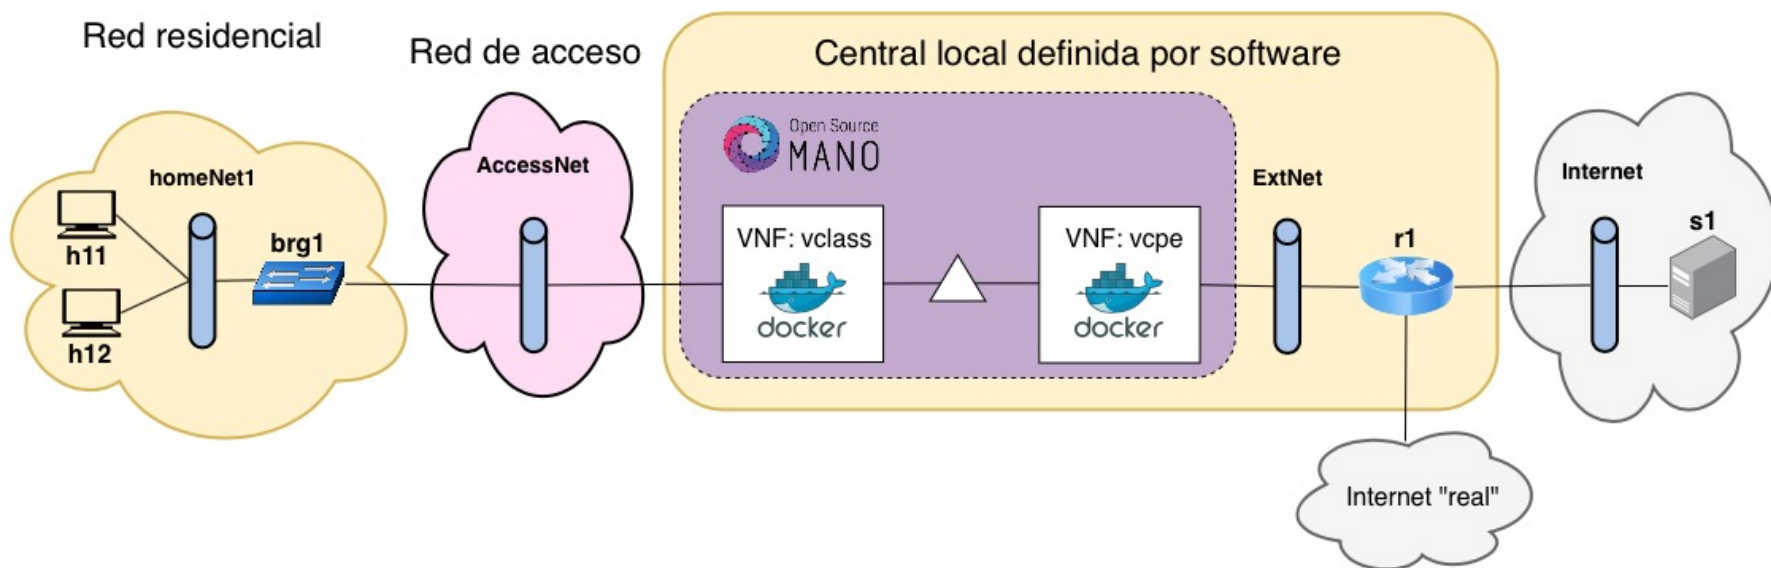 Red residencial
Red de acceso
Central local definida por software
Open Source
MANO
homeNet1
AccessNet
ExtNet
Internet
h11
brg1
VNF: vclass
VNF: vcpe
r1
s1
docker
docker
h12
Internet "real"